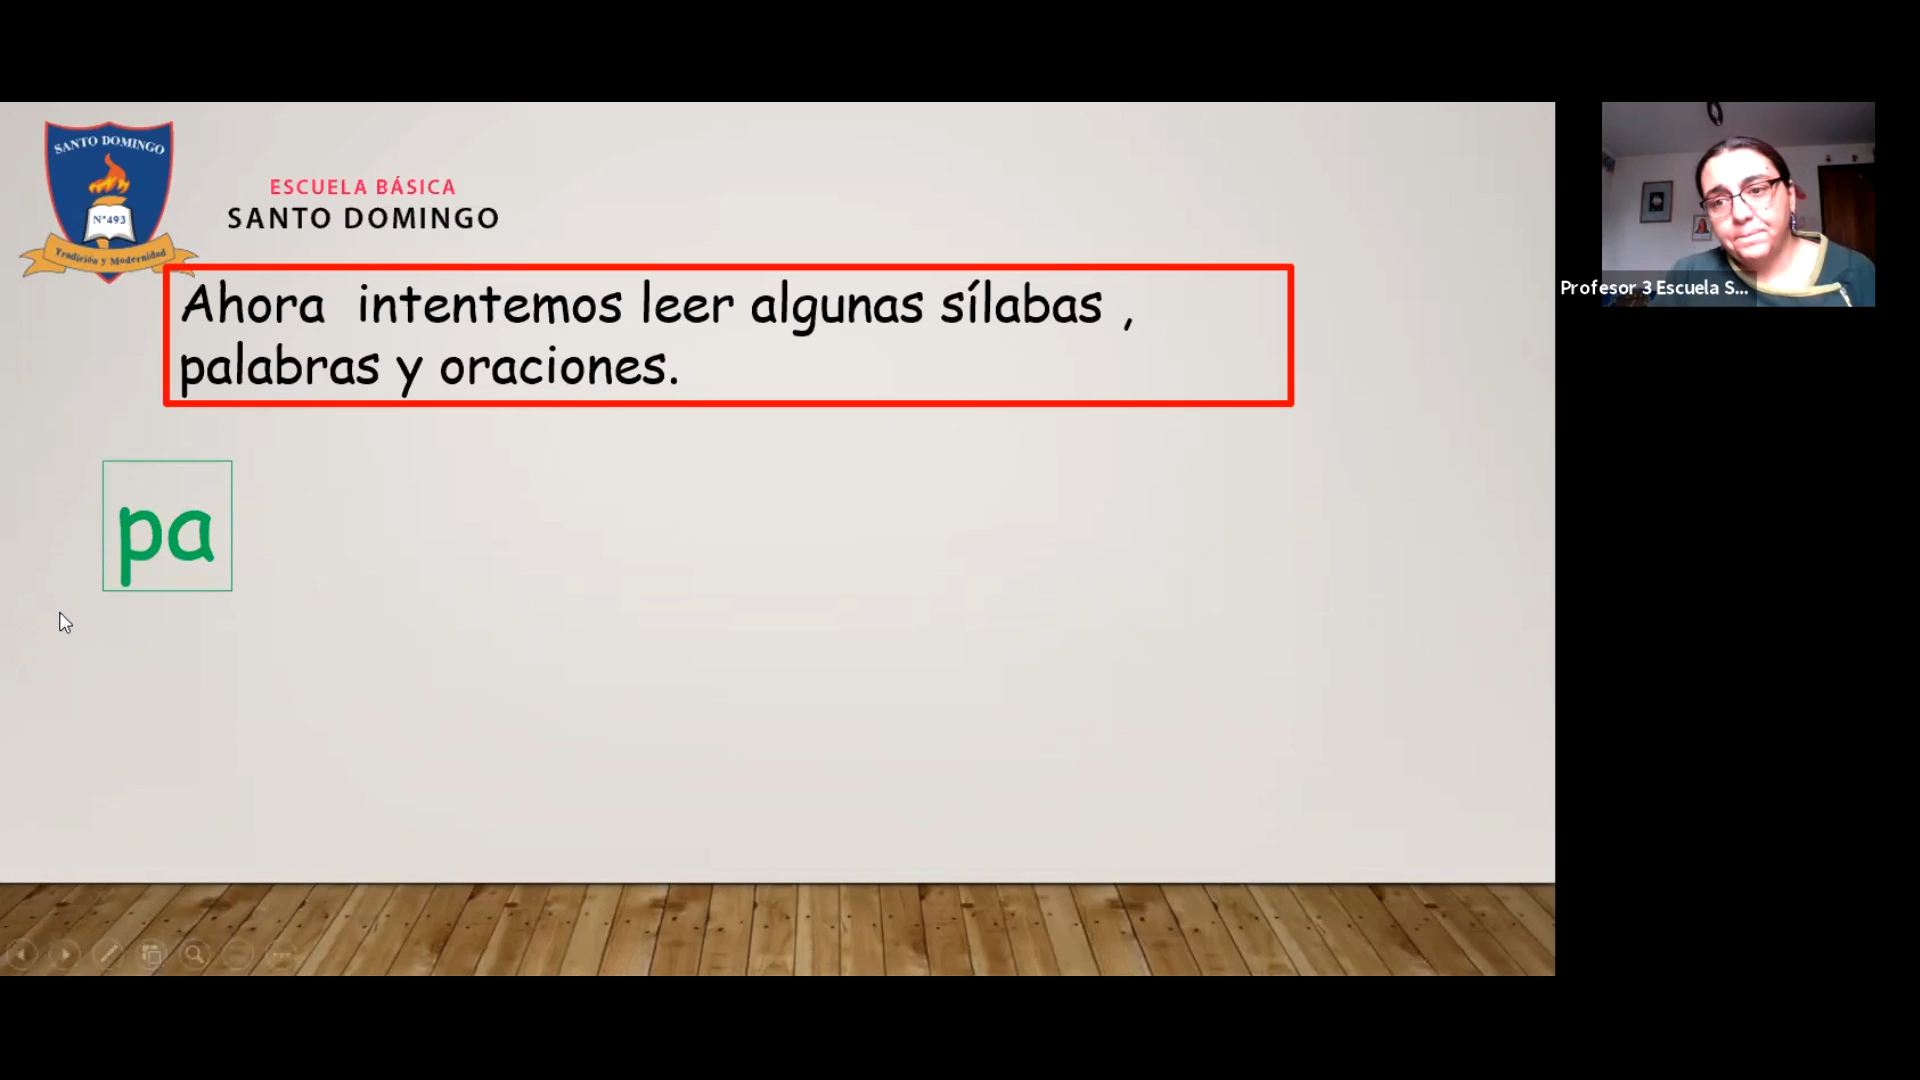 SANTO DOMINGO
N°493
Tradición y Modernidad
ESCUELA BÁSICA
SANTO DOMINGO
Ahora intentemos leer algunas sílabas ,
palabras y oraciones.
pa
Profesor 3 Escuela S...